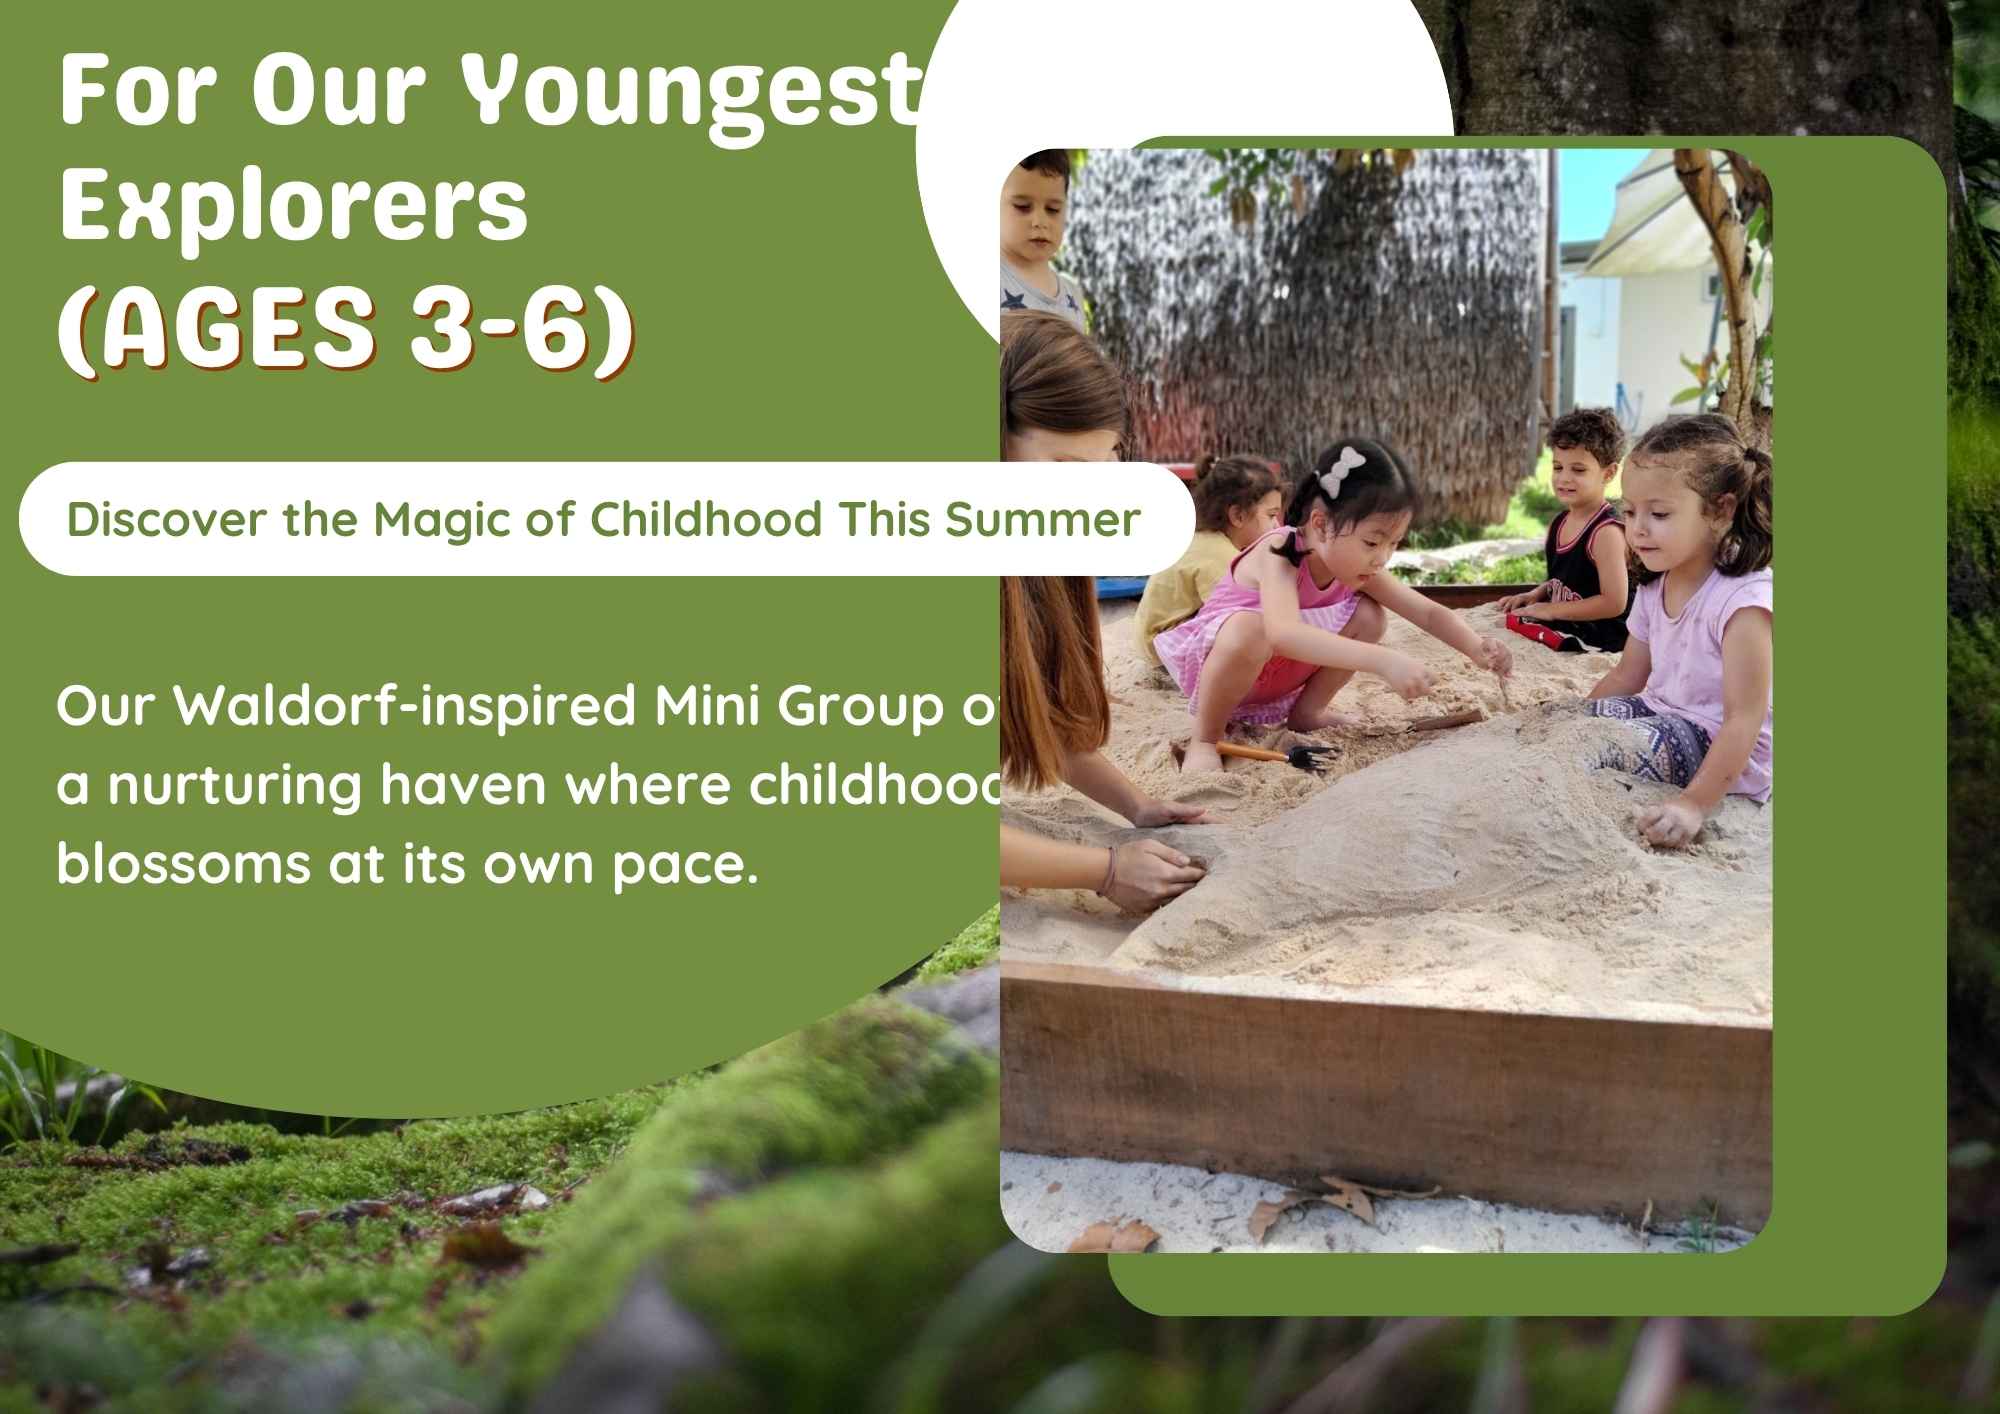 For Our Youngest
Explorers
(AGES 3-6)
Discover the Magic of Childhood This Summer
Our Waldorf-inspired Mini Group
a nurturing haven where childhood
blossoms at its own pace.